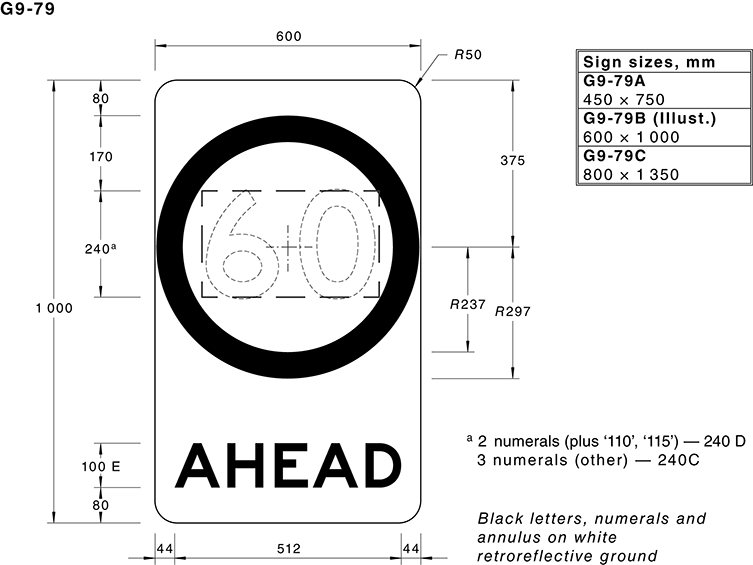 G9-79
600
R50
80
170
240ᵃ
1 000
100 E
80
44
512
44
375
R237
R297
60
AHEAD
Sign sizes, mm
G9-79A
450 × 750
G9-79B (Illust.)
600 × 1 000
G9-79C
800 × 1 350
ᵃ 2 numerals (plus ‘110’, ‘115’) — 240 D
3 numerals (other) — 240C
Black letters, numerals and
annulus on white
retroreflective ground